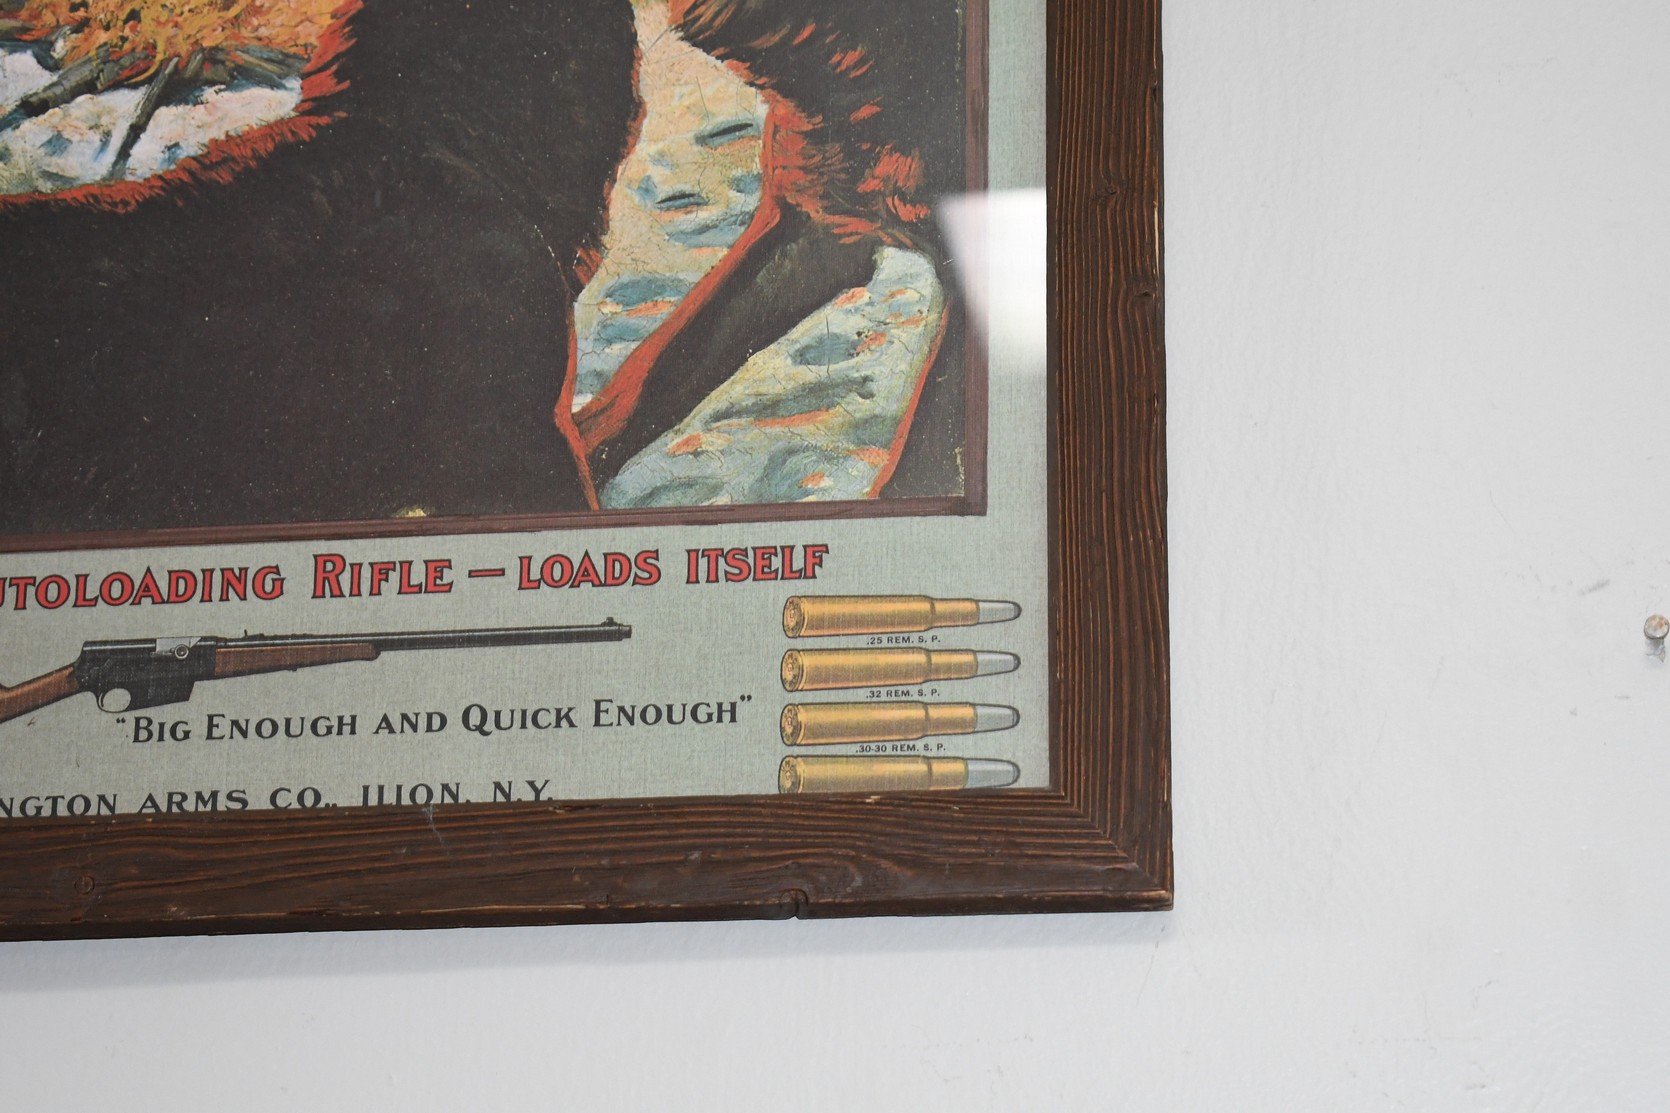 UTOLOADING RIFLE — LOADS ITSELF
.25 REM. S. P.
.32 REM. S. P.
"BIG ENOUGH AND QUICK ENOUGH"
.30-30 REM. S. P.
NGTON ARMS CO., ILION, N.Y.